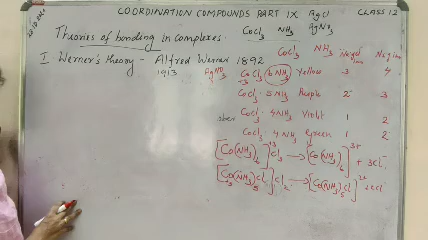 COORDINATION COMPOUNDS PART IX AgCl CLASS 12
CoCl3 NH3 AgNO3
Theories of bonding in complexes.
CoCl3 NH3
I Werner's theory - Alfred Werner 1892
1913
AgNO3 CoCl3 6NH3 Yellow 3 4
CoCl3. 5NH3 Purple 2 3
CoCl3. 4NH3 Violet 1 2
CoCl3. 4NH3 Green 1 2
[Co(NH3)6]+3 Cl3 → [Co(NH3)6]3+ + 3Cl-
[Co(NH3)5Cl]Cl2 → [Co(NH3)5Cl]2+ 2Cl